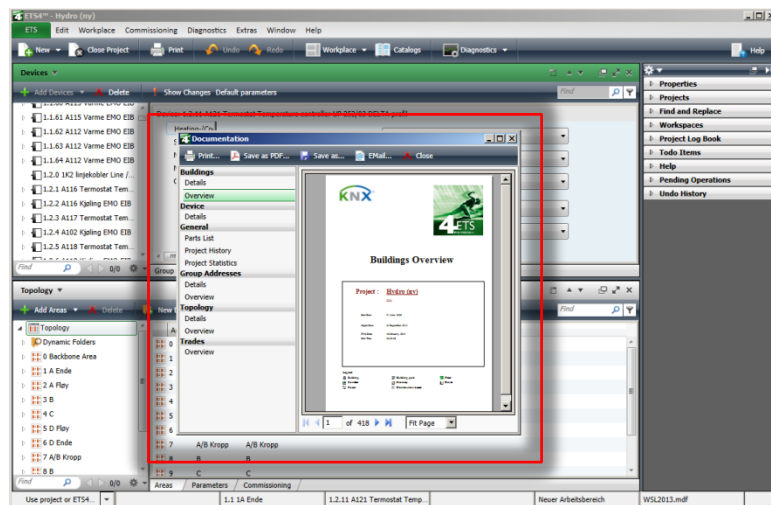 ETS4™ - Hydro (ny)
ETS Edit Workplace Commissioning Diagnostics Extras Window Help
New Close Project Print Undo Redo Workplace Catalogs Diagnostics Help
Devices
Add Devices Delete Show Changes Default parameters Find
1.1.61 A115 Varme EMO EIB
1.1.62 A112 Varme EMO EIB
1.1.63 A112 Varme EMO EIB
1.1.64 A112 Varme EMO EIB
1.2.0 1K2 linjekobler Line /...
1.2.1 A116 Termostat Tem...
1.2.2 A116 Kjøling EMO EIB
1.2.3 A117 Termostat Tem...
1.2.4 A102 Kjøling EMO EIB
1.2.5 A118 Termostat Tem...
Find 0/0
Group
Documentation
Print... Save as PDF... Save as... EMail... Close
Buildings
Details
Overview
Device
Details
General
Parts List
Project History
Project Statistics
Group Addresses
Details
Overview
Topology
Details
Overview
Trades
Overview
KNX
4ETS
Buildings Overview
Project : Hydro (ny)
1 of 418 Fit Page
Properties
Projects
Find and Replace
Workspaces
Project Log Book
Todo Items
Help
Pending Operations
Undo History
Topology
Add Areas Delete Find
Topology
Dynamic Folders
0 Backbone Area
1 A Ende
2 A Fløy
3 B
4 C
5 D Fløy
6 D Ende
7 A/B Kropp
8 B
Find 0/0
0
1
2
3
4
5
6
7 A/B Kropp A/B Kropp
8 B B
9 C C
Areas Parameters Commissioning
Use project or ETS4... 1.1 1A Ende 1.2.11 A121 Termostat Temp... Neuer Arbeitsbereich WSL2013.mdf